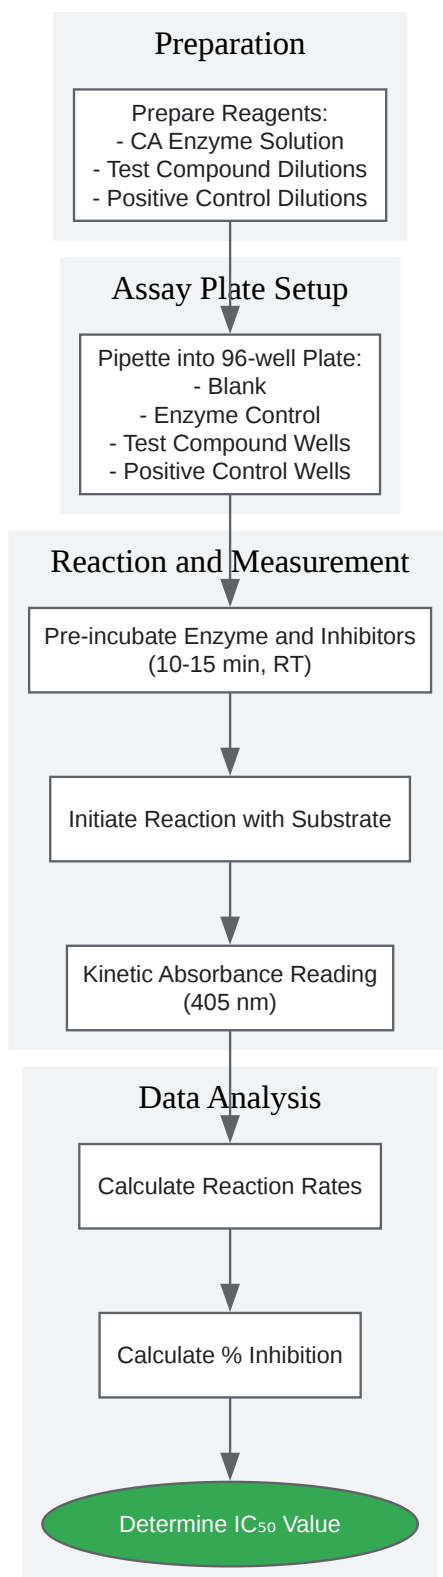 Preparation
Prepare Reagents:
- CA Enzyme Solution
- Test Compound Dilutions
- Positive Control Dilutions
Assay Plate Setup
Pipette into 96-well Plate:
- Blank
- Enzyme Control
- Test Compound Wells
- Positive Control Wells
Reaction and Measurement
Pre-incubate Enzyme and Inhibitors
(10-15 min, RT)
Initiate Reaction with Substrate
Kinetic Absorbance Reading
(405 nm)
Data Analysis
Calculate Reaction Rates
Calculate % Inhibition
Determine IC₅₀ Value